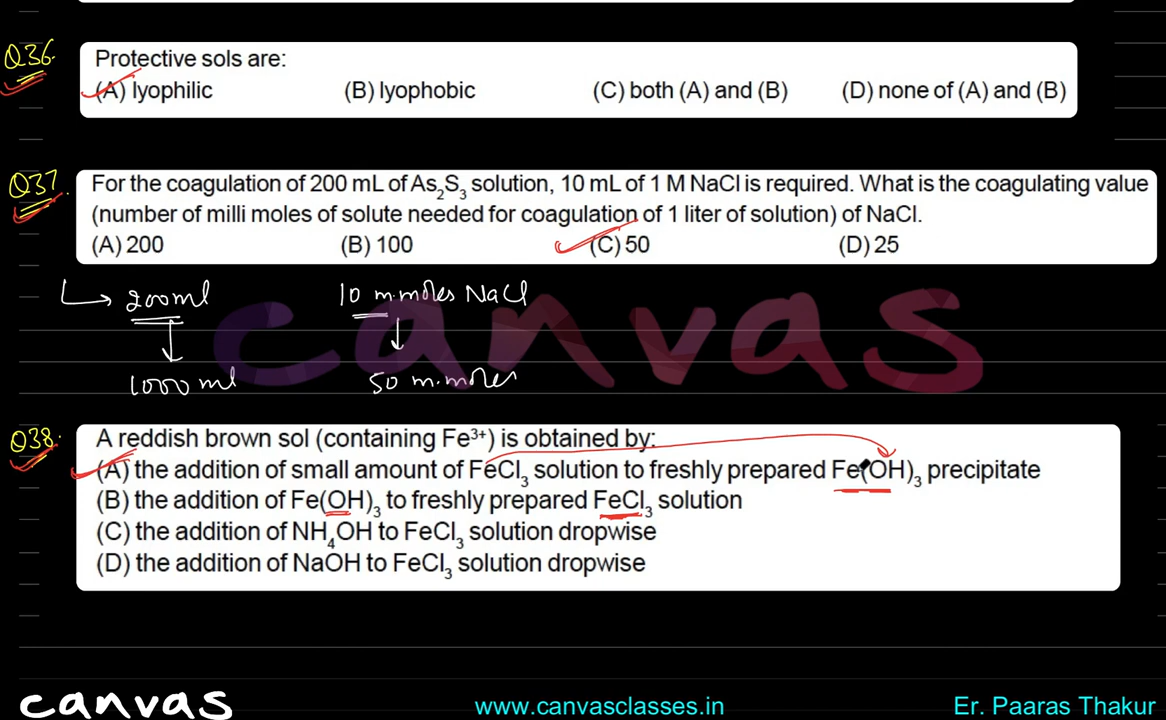 Q36.
Protective sols are:
(A) lyophilic (B) lyophobic (C) both (A) and (B) (D) none of (A) and (B)
Q37.
For the coagulation of 200 mL of As₂S₃ solution, 10 mL of 1 M NaCl is required. What is the coagulating value
(number of milli moles of solute needed for coagulation of 1 liter of solution) of NaCl.
(A) 200 (B) 100 (C) 50 (D) 25
200ml 10 m.moles NaCl
canvas
1000 ml 50 m.moles
Q38.
A reddish brown sol (containing Fe³⁺) is obtained by:
(A) the addition of small amount of FeCl₃ solution to freshly prepared Fe(OH)₃ precipitate
(B) the addition of Fe(OH)₃ to freshly prepared FeCl₃ solution
(C) the addition of NH₄OH to FeCl₃ solution dropwise
(D) the addition of NaOH to FeCl₃ solution dropwise
canvas www.canvasclasses.in Er. Paaras Thakur